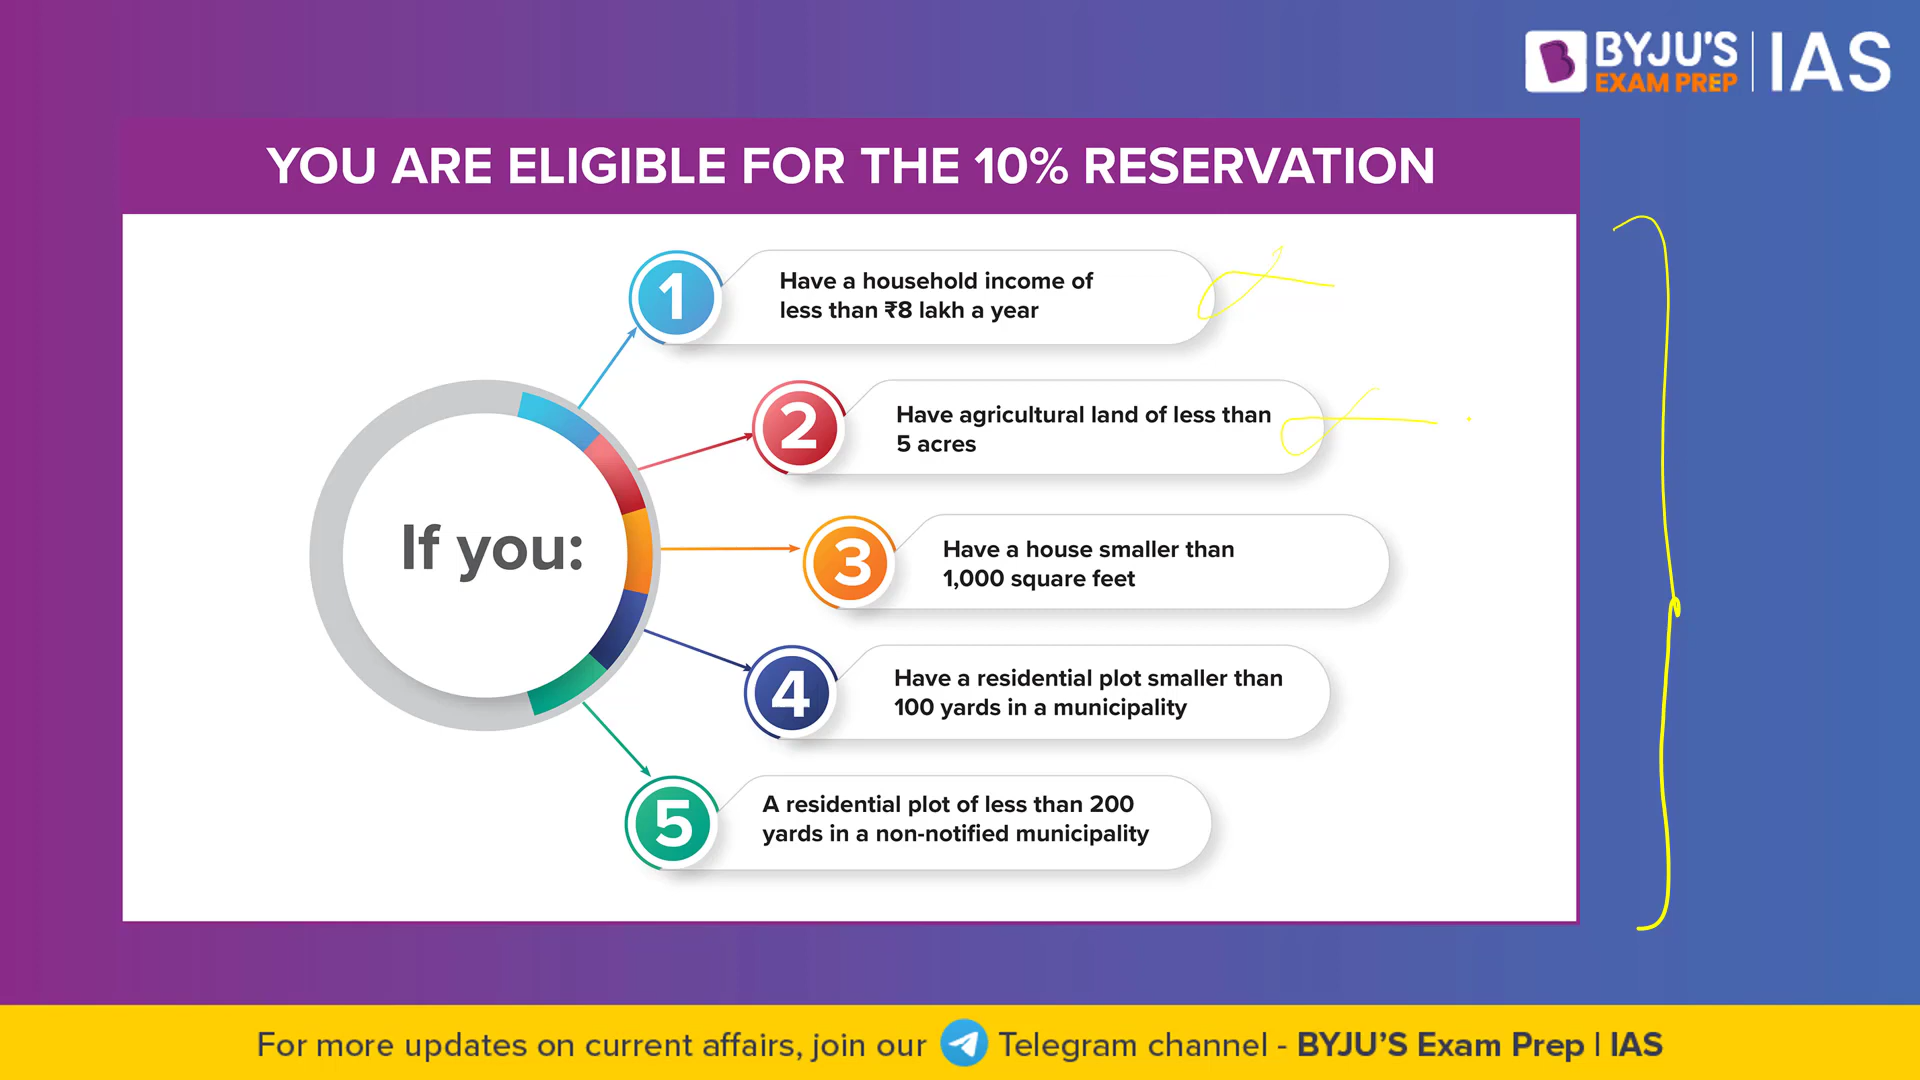 BYJU'S
EXAM PREP
IAS
YOU ARE ELIGIBLE FOR THE 10% RESERVATION
If you:
1
Have a household income of
less than ₹8 lakh a year
2
Have agricultural land of less than
5 acres
3
Have a house smaller than
1,000 square feet
4
Have a residential plot smaller than
100 yards in a municipality
5
A residential plot of less than 200
yards in a non-notified municipality
For more updates on current affairs, join our Telegram channel - BYJU'S Exam Prep | IAS